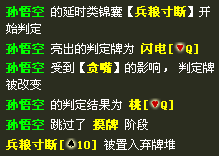 孙悟空 的延时类锦囊【兵粮寸断】开
始判定
孙悟空 亮出的判定牌为 闪电[♥Q]
孙悟空 受到【贪嘴】的影响，判定牌
被改变
孙悟空 的判定结果为 桃[♥Q]
孙悟空 跳过了 摸牌 阶段
兵粮寸断[♠10] 被置入弃牌堆